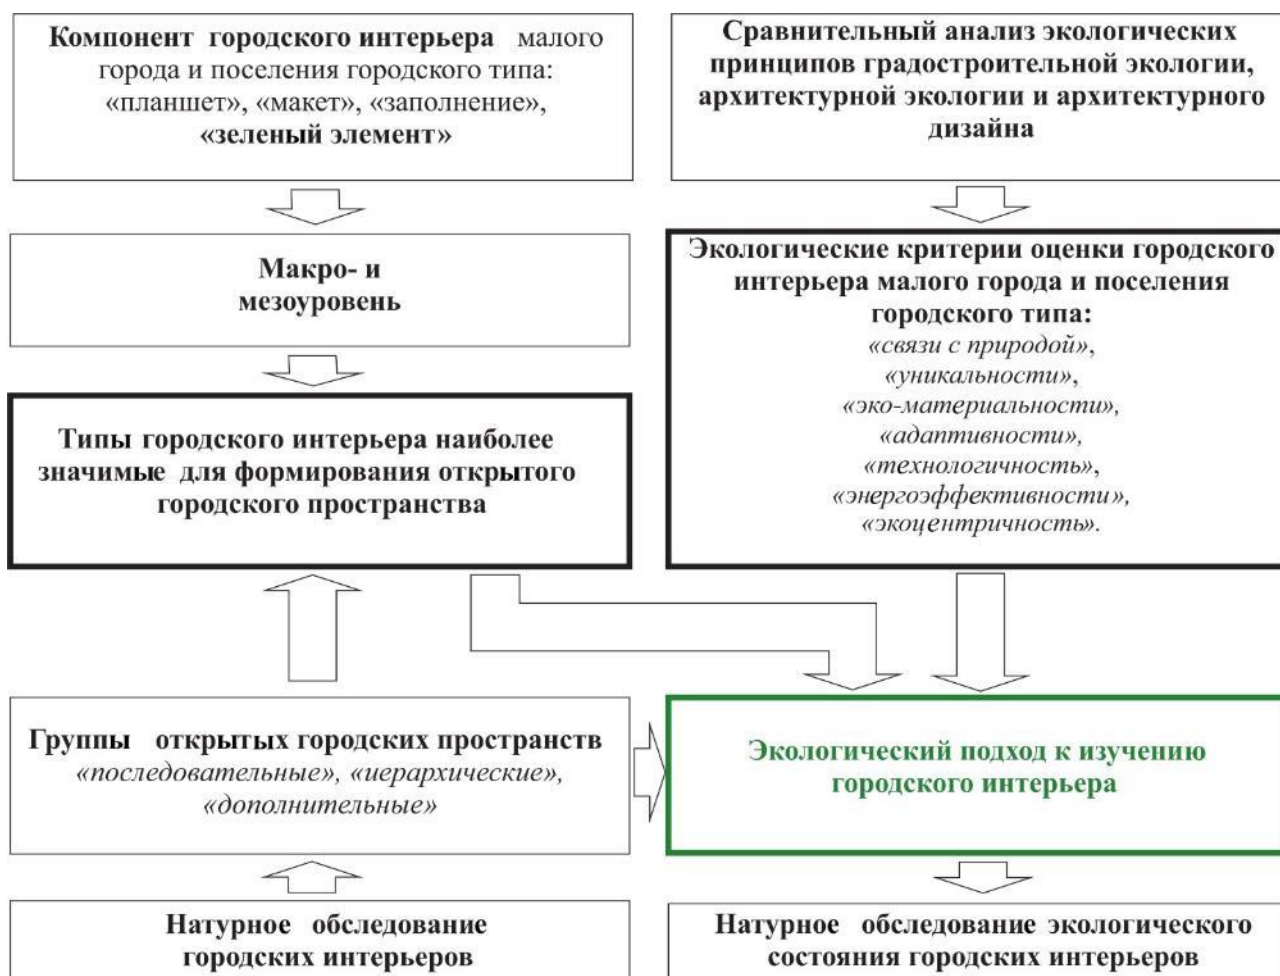 Компонент городского интерьера малого
города и поселения городского типа:
«планшет», «макет», «заполнение»,
«зеленый элемент»
Сравнительный анализ экологических
принципов градостроительной экологии,
архитектурной экологии и архитектурного
дизайна
Макро- и
мезоуровень
Экологические критерии оценки городского
интерьера малого города и поселения
городского типа:
«связи с природой»,
«уникальности»,
«эко-материальности»,
«адаптивности»,
«технологичность»,
«энергоэффективности»,
«экоцентричность».
Типы городского интерьера наиболее
значимые для формирования открытого
городского пространства
Группы открытых городских пространств
«последовательные», «иерархические»,
«дополнительные»
Экологический подход к изучению
городского интерьера
Натурное обследование
городских интерьеров
Натурное обследование экологического
состояния городских интерьеров